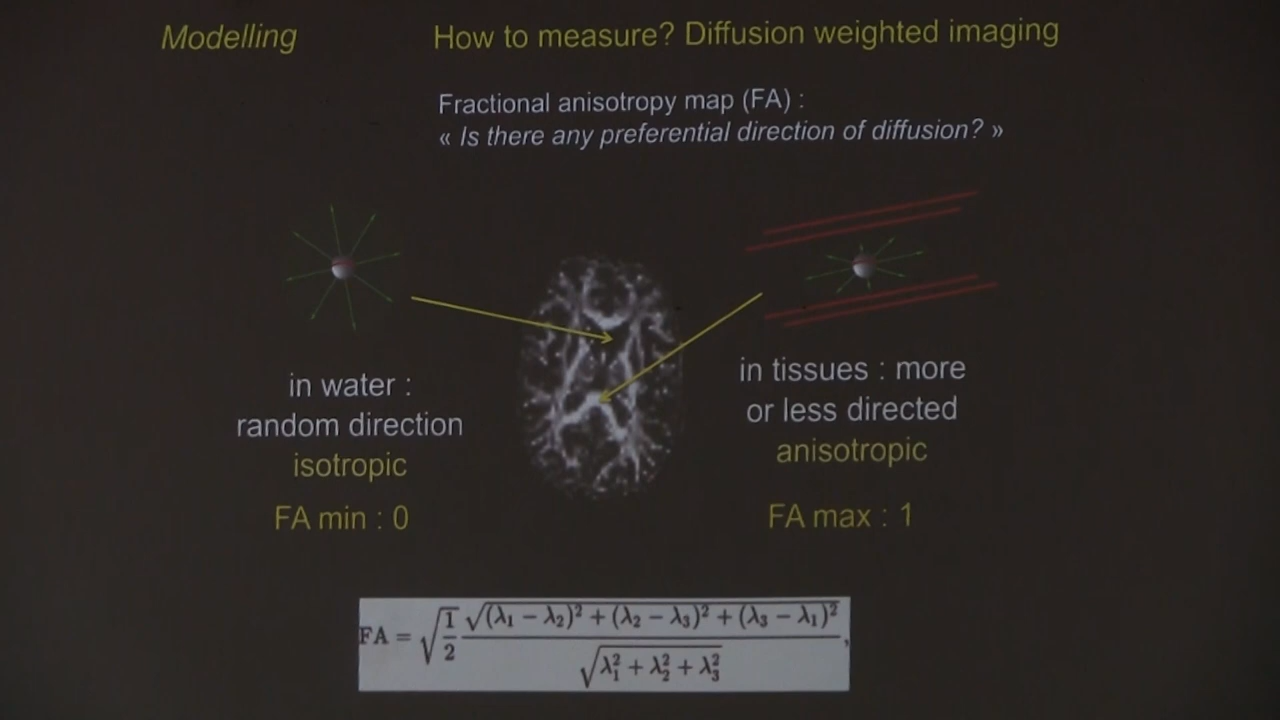 Modelling
How to measure? Diffusion weighted imaging
Fractional anisotropy map (FA) :
« Is there any preferential direction of diffusion? »
in water :
random direction
isotropic
FA min : 0
in tissues : more
or less directed
anisotropic
FA max : 1
FA = √(1/2) √((λ₁ − λ₂)² + (λ₂ − λ₃)² + (λ₃ − λ₁)²) / √(λ₁² + λ₂² + λ₃²),